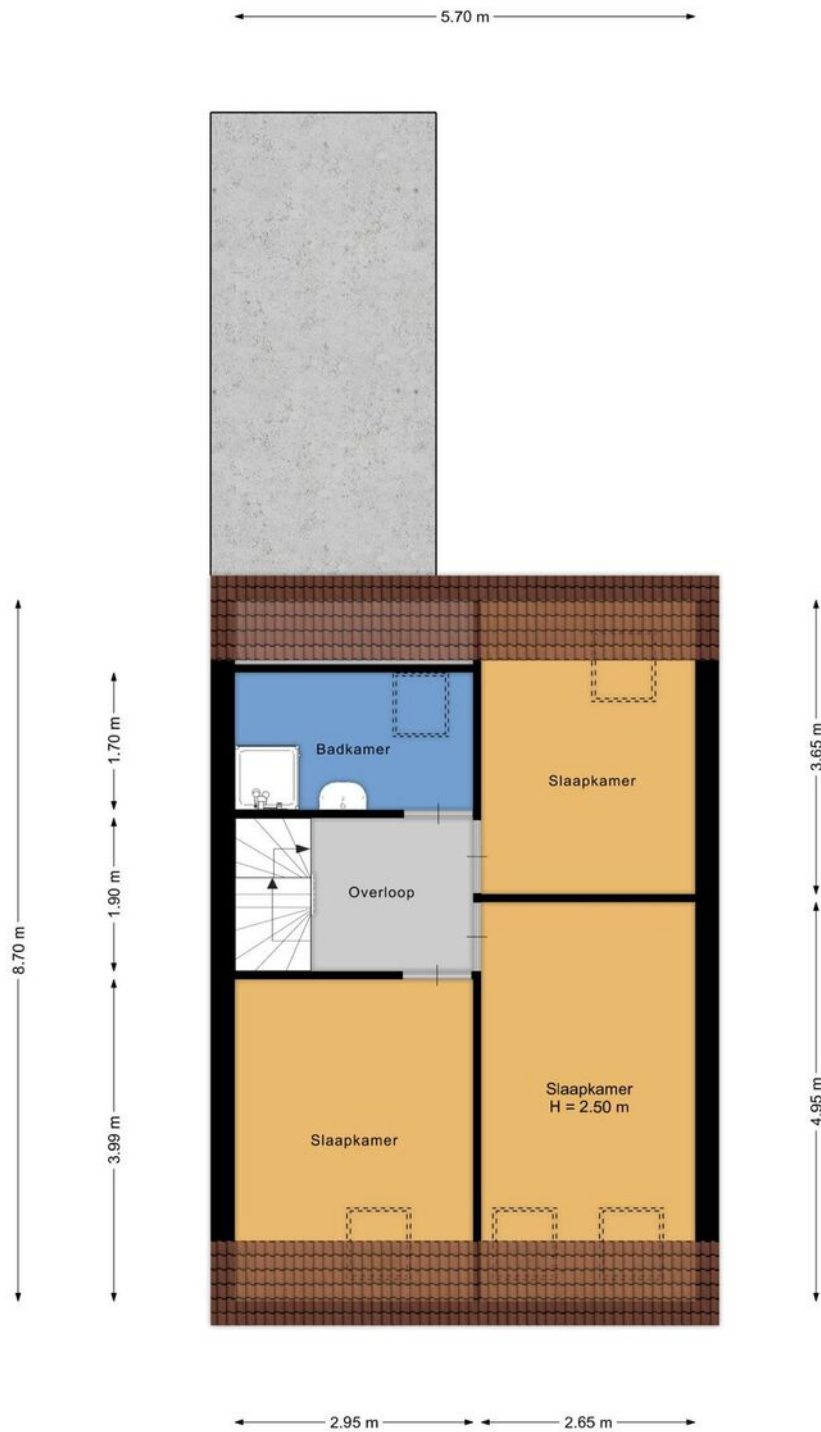 5.70 m
8.70 m
1.70 m
1.90 m
3.99 m
3.65 m
4.95 m
Badkamer
Slaapkamer
Overloop
Slaapkamer
H = 2.50 m
Slaapkamer
2.95 m
2.65 m